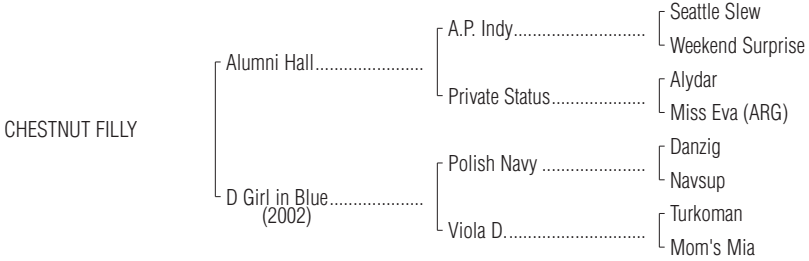 Seattle Slew
A.P. Indy
Weekend Surprise
Alumni Hall
Alydar
Private Status
Miss Eva (ARG)
CHESTNUT FILLY
Danzig
Polish Navy
Navsup
D Girl in Blue
(2002)
Turkoman
Viola D.
Mom's Mia